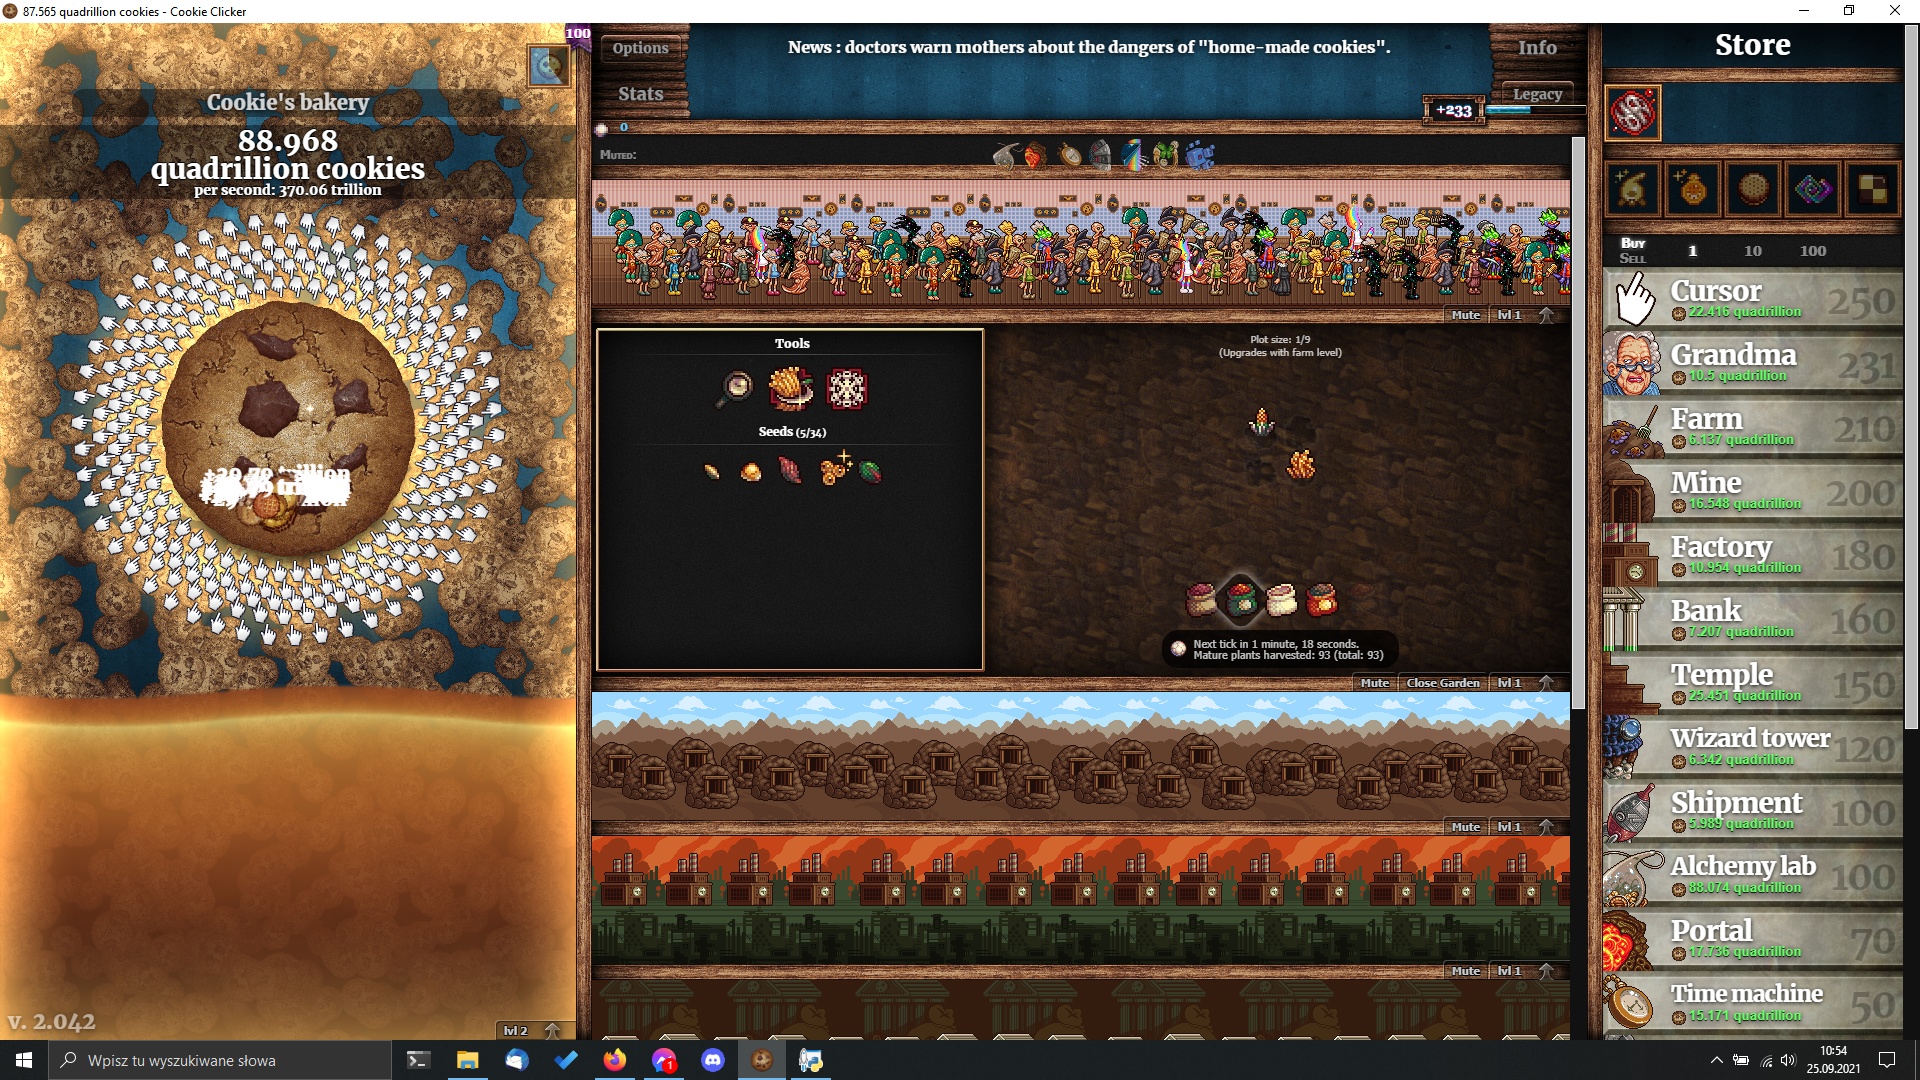 87.565 quadrillion cookies - Cookie Clicker
100
Cookie's bakery
88.968
quadrillion cookies
per second: 370.06 trillion
v. 2.042
lvl 2
Options
Stats
News : doctors warn mothers about the dangers of "home-made cookies".
Info
Legacy
+233
0
Muted:
Mute
lvl 1
Tools
Seeds (5/34)
Plot size: 1/9
(Upgrades with farm level)
Next tick in 1 minute, 18 seconds.
Mature plants harvested: 93 (total: 93)
Mute
Close Garden
lvl 1
Mute
lvl 1
Mute
lvl 1
Store
Buy
Sell
1
10
100
Cursor
22.416 quadrillion
250
Grandma
10.5 quadrillion
231
Farm
6.137 quadrillion
210
Mine
16.548 quadrillion
200
Factory
10.954 quadrillion
180
Bank
7.207 quadrillion
160
Temple
25.451 quadrillion
150
Wizard tower
6.342 quadrillion
120
Shipment
5.989 quadrillion
100
Alchemy lab
88.074 quadrillion
100
Portal
17.736 quadrillion
70
Time machine
15.171 quadrillion
50
Wpisz tu wyszukiwane słowa
1
10:54
25.09.2021